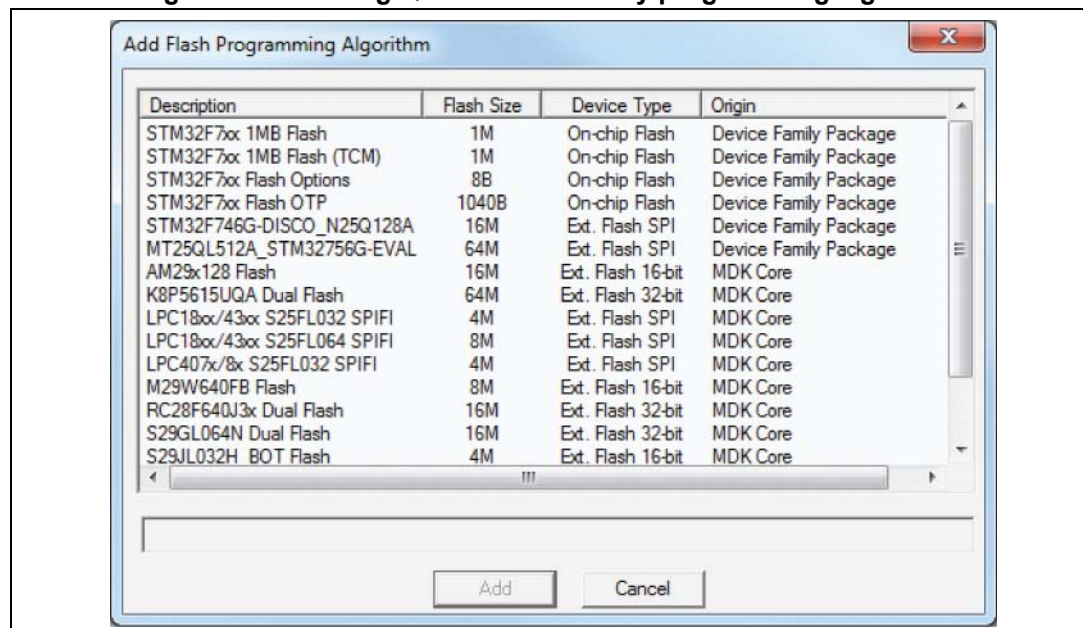 Add Flash Programming Algorithm
Description Flash Size Device Type Origin
STM32F7xx 1MB Flash 1M On-chip Flash Device Family Package
STM32F7xx 1MB Flash (TCM) 1M On-chip Flash Device Family Package
STM32F7xx Flash Options 8B On-chip Flash Device Family Package
STM32F7xx Flash OTP 1040B On-chip Flash Device Family Package
STM32F746G-DISCO_N25Q128A 16M Ext. Flash SPI Device Family Package
MT25QL512A_STM32756G-EVAL 64M Ext. Flash SPI Device Family Package
AM29x128 Flash 16M Ext. Flash 16-bit MDK Core
K8P5615UQA Dual Flash 64M Ext. Flash 32-bit MDK Core
LPC18xx/43xx S25FL032 SPIFI 4M Ext. Flash SPI MDK Core
LPC18xx/43xx S25FL064 SPIFI 8M Ext. Flash SPI MDK Core
LPC407x/8x S25FL032 SPIFI 4M Ext. Flash SPI MDK Core
M29W640FB Flash 8M Ext. Flash 16-bit MDK Core
RC28F640J3x Dual Flash 16M Ext. Flash 32-bit MDK Core
S29GL064N Dual Flash 16M Ext. Flash 32-bit MDK Core
S29JL032H_BOT Flash 4M Ext. Flash 16-bit MDK Core
Add Cancel